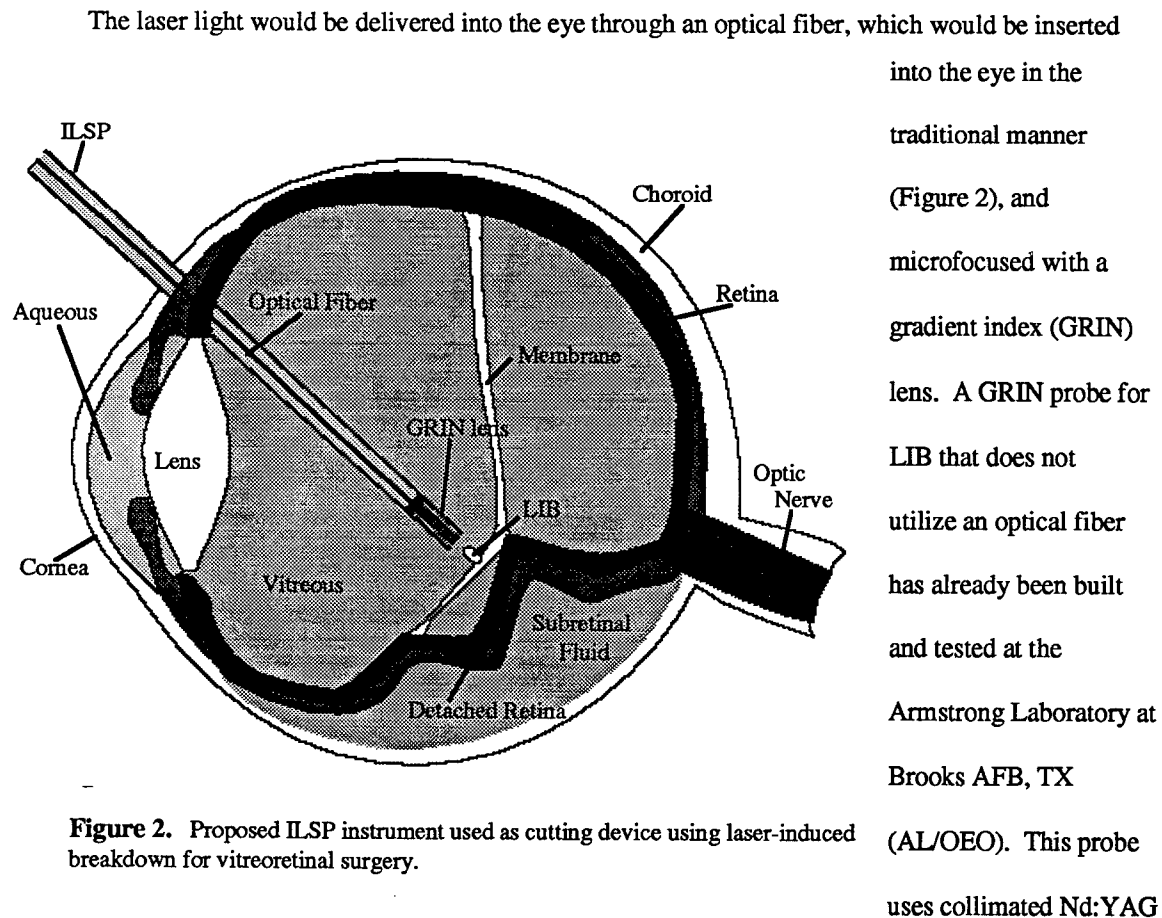 The laser light would be delivered into the eye through an optical fiber, which would be inserted
into the eye in the
traditional manner
(Figure 2), and
microfocused with a
gradient index (GRIN)
lens. A GRIN probe for
LIB that does not
utilize an optical fiber
has already been built
and tested at the
Armstrong Laboratory at
Brooks AFB, TX
(AL/OEO). This probe
uses collimated Nd:YAG
ILSP
Choroid
Retina
Aqueous
Optical Fiber
Membrane
GRIN lens
Lens
Optic
Nerve
LIB
Cornea
Vitreous
Subretinal
Fluid
Detached Retina
Figure 2. Proposed ILSP instrument used as cutting device using laser-induced
breakdown for vitreoretinal surgery.